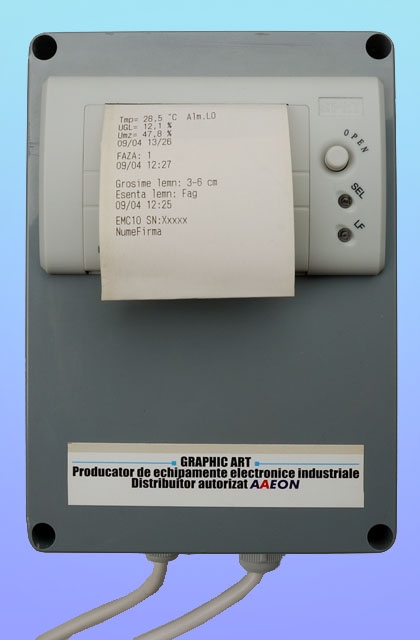 Tmp= 28,5 °C Alm.LO
UGL= 12,1 %
Umz= 47,8 %
09/04 13/26
FAZA: 1
09/04 12:27
Grosime lemn: 3-6 cm
Esenta lemn: Fag
09/04 12:25
EMC10 SN:Xxxxx
NumeFirma
OPEN
SEL
LF
GRAPHIC ART
Producator de echipamente electronice industriale
Distribuitor autorizat AAEON